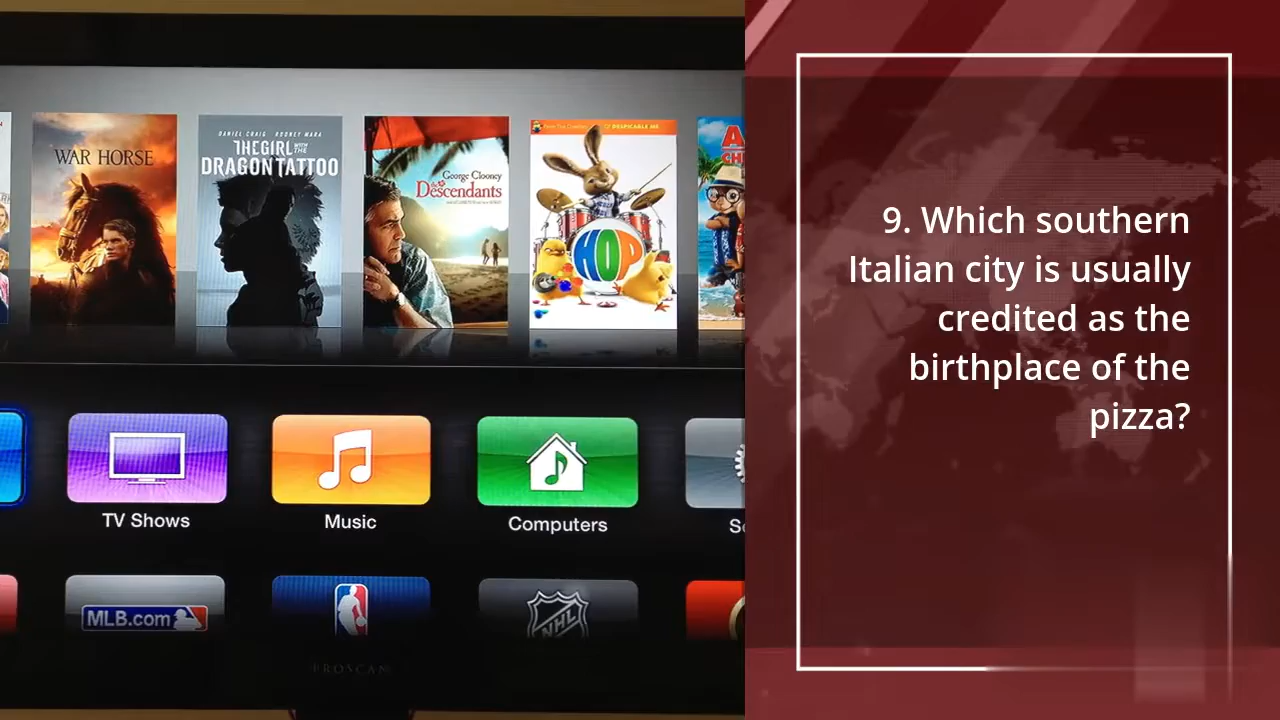 WAR HORSE
DANIEL CRAIG ROONEY MARA
THE GIRL WITH THE
DRAGON TATTOO
George Clooney
the Descendants
DESPICABLE ME
HOP
A
CH
TV Shows
Music
Computers
MLB.com
NHL
PROSCAN
9. Which southern
Italian city is usually
credited as the
birthplace of the
pizza?